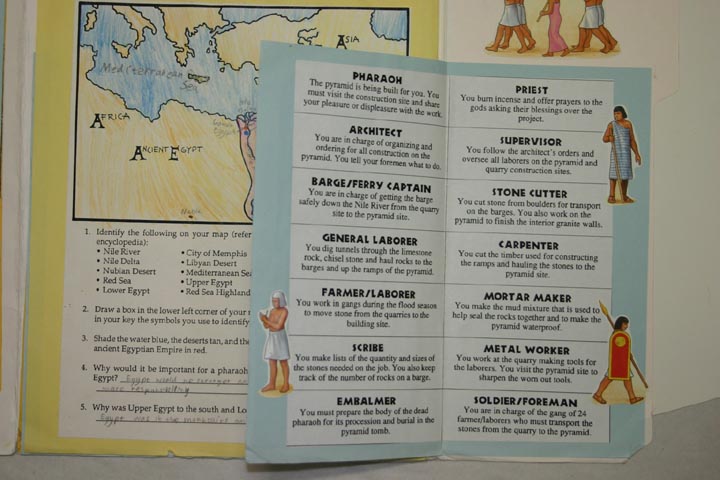 Mediterranean
Sea
ASIA
AFRICA
ANCIENT EGYPT
Nubia
1. Identify the following on your map (refer
encyclopedia):
• Nile River
• Nile Delta
• Nubian Desert
• Red Sea
• Lower Egypt
• City of Memphis
• Libyan Desert
• Mediterranean Sea
• Upper Egypt
• Red Sea Highland
2. Draw a box in the lower left corner of your
in your key the symbols you use to identify
3. Shade the water blue, the deserts tan, and the
ancient Egyptian Empire in red.
4. Why would it be important for a pharaoh
Egypt? Egypt would be stronger
more responsibility
5. Why was Upper Egypt to the south and Lo
Egypt was in the
PHARAOH
The pyramid is being built for you. You
must visit the construction site and share
your pleasure or displeasure with the work.
ARCHITECT
You are in charge of organizing and
ordering for all construction on the
pyramid. You tell your foremen what to do.
BARGE/FERRY CAPTAIN
You are in charge of getting the barge
safely down the Nile River from the quarry
site to the pyramid site.
GENERAL LABORER
You dig tunnels through the limestone
rock, chisel stone and haul rocks to the
barges and up the ramps of the pyramid.
FARMER/LABORER
You work in gangs during the flood season
to move stone from the quarries to the
building site.
SCRIBE
You make lists of the quantity and sizes of
the stones needed on the job. You also keep
track of the number of rocks on a barge.
EMBALMER
You must prepare the body of the dead
pharaoh for its procession and burial in the
pyramid tomb.
PRIEST
You burn incense and offer prayers to the
gods asking their blessings over the
project.
SUPERVISOR
You follow the architect's orders and
oversee all laborers on the pyramid and
quarry construction sites.
STONE CUTTER
You cut stone from boulders for transport
on the barges. You also work on the
pyramid to finish the interior granite walls.
CARPENTER
You cut the timber used for constructing
the ramps and hauling the stones to the
pyramid site.
MORTAR MAKER
You make the mud mixture that is used to
help seal the rocks together and to make the
pyramid waterproof.
METAL WORKER
You work at the quarry making tools for
the laborers. You visit the pyramid site to
sharpen the worn out tools.
SOLDIER/FOREMAN
You are in charge of the gang of 24
farmer/laborers who must transport the
stones from the quarry to the pyramid.